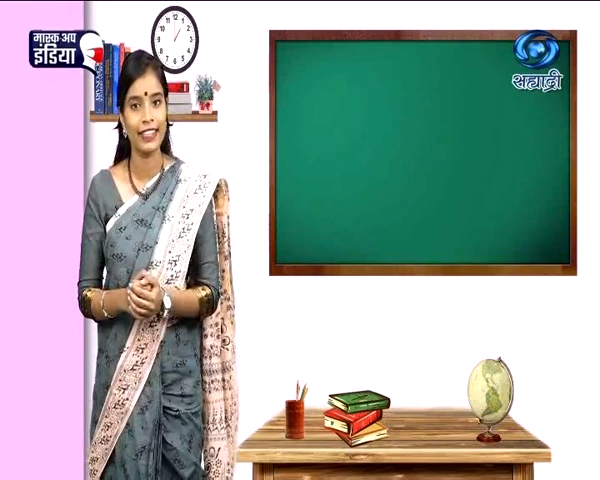 मास्क अप
इंडिया
सह्याद्री